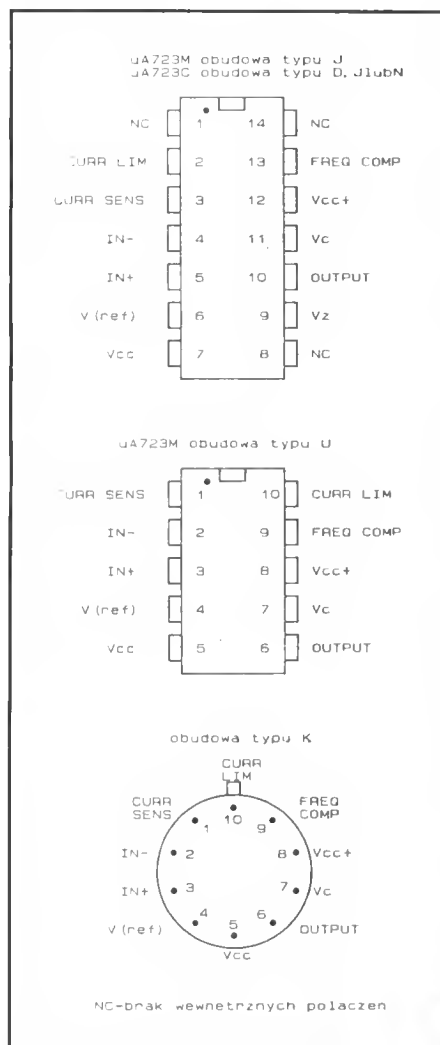 uA723M obudowa typu J
uA723C obudowa typu D, JlubN
NC 1 14 NC
CURR LIM 2 13 FREQ COMP
CURR SENS 3 12 Vcc+
IN- 4 11 Vc
IN+ 5 10 OUTPUT
V(ref) 6 9 Vz
Vcc 7 8 NC
uA723M obudowa typu U
CURR SENS 1 10 CURR LIM
IN- 2 9 FREQ COMP
IN+ 3 8 Vcc+
V(ref) 4 7 Vc
Vcc 5 6 OUTPUT
obudowa typu K
CURR
LIM
CURR
SENS
FREQ
COMP
10
1 9
IN- 2 8 Vcc+
IN+ 3 7 Vc
V(ref) 4 5 6 OUTPUT
Vcc
NC-brak wewnetrznych polaczen